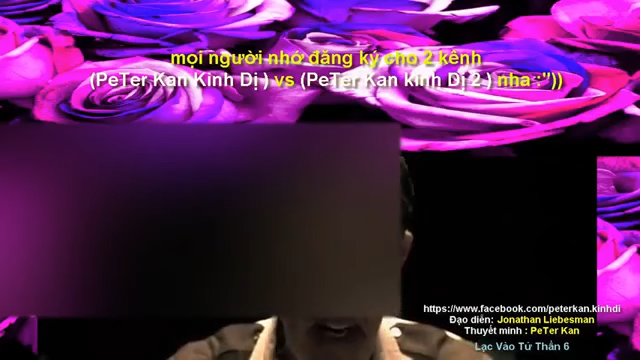 mọi người nhớ đăng ký cho 2 kênh
(PeTer Kan Kinh Dị) vs (PeTer Kan kinh Dị 2) nha :"))
https://www.facebook.com/peterkan.kinhdi
Đạo diễn: Jonathan Liebesman
Thuyết minh : PeTer Kan
Lạc Vào Tử Thần 6